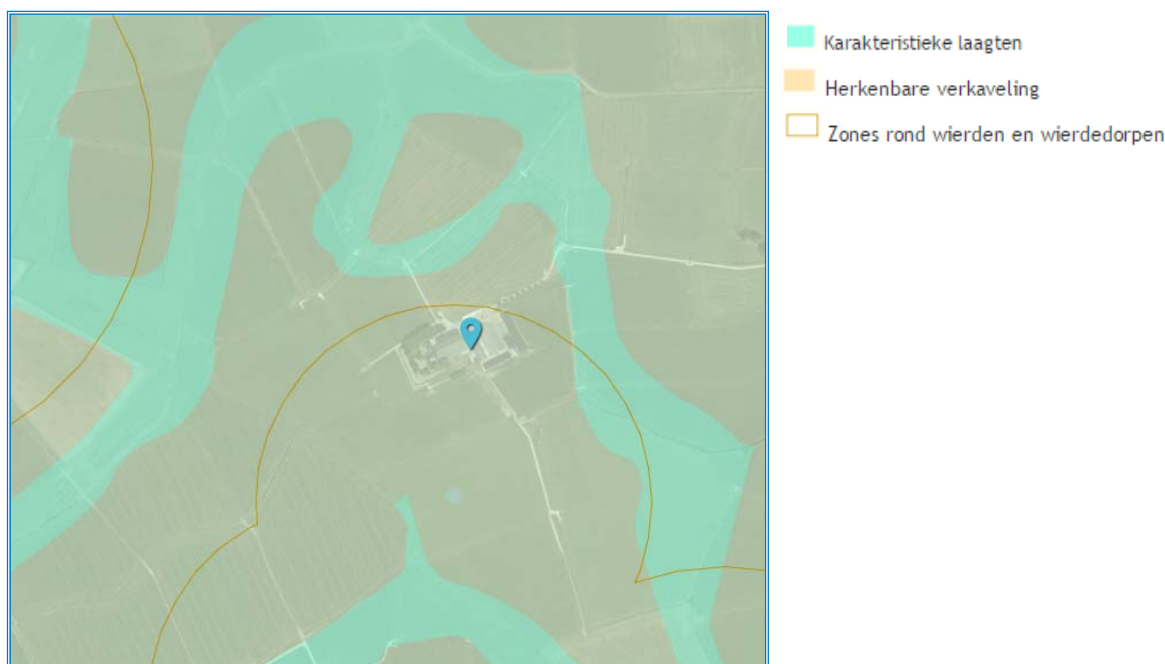 Karakteristieke laagten
Herkenbare verkaveling
Zones rond wierden en wierdedorpen